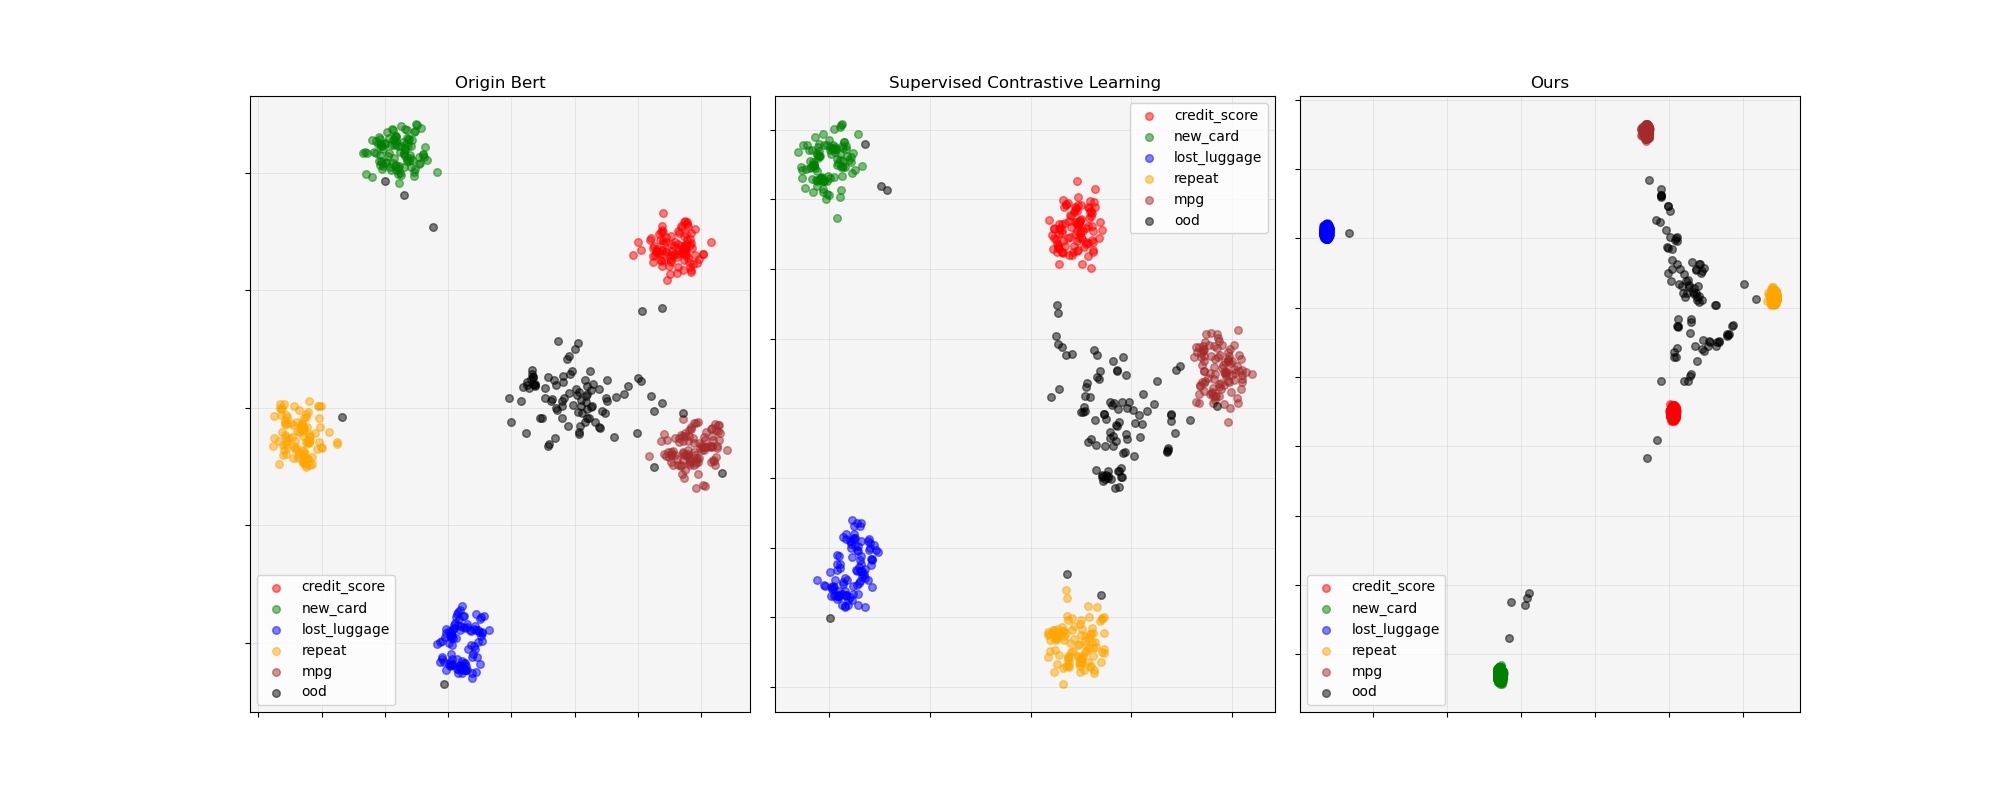 Origin Bert
credit_score
new_card
lost_luggage
repeat
mpg
ood
Supervised Contrastive Learning
credit_score
new_card
lost_luggage
repeat
mpg
ood
Ours
credit_score
new_card
lost_luggage
repeat
mpg
ood